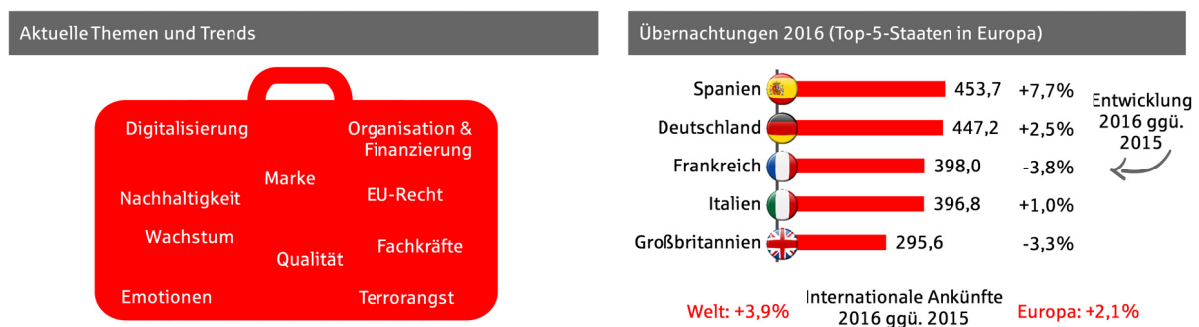 Aktuelle Themen und Trends
Digitalisierung
Organisation &
Finanzierung
Marke
Nachhaltigkeit
EU-Recht
Wachstum
Fachkräfte
Qualität
Emotionen
Terrorangst
Übernachtungen 2016 (Top-5-Staaten in Europa)
Spanien 453,7 +7,7%
Deutschland 447,2 +2,5%
Frankreich 398,0 -3,8%
Italien 396,8 +1,0%
Großbritannien 295,6 -3,3%
Entwicklung
2016 ggü.
2015
Welt: +3,9%
Internationale Ankünfte
2016 ggü. 2015
Europa: +2,1%